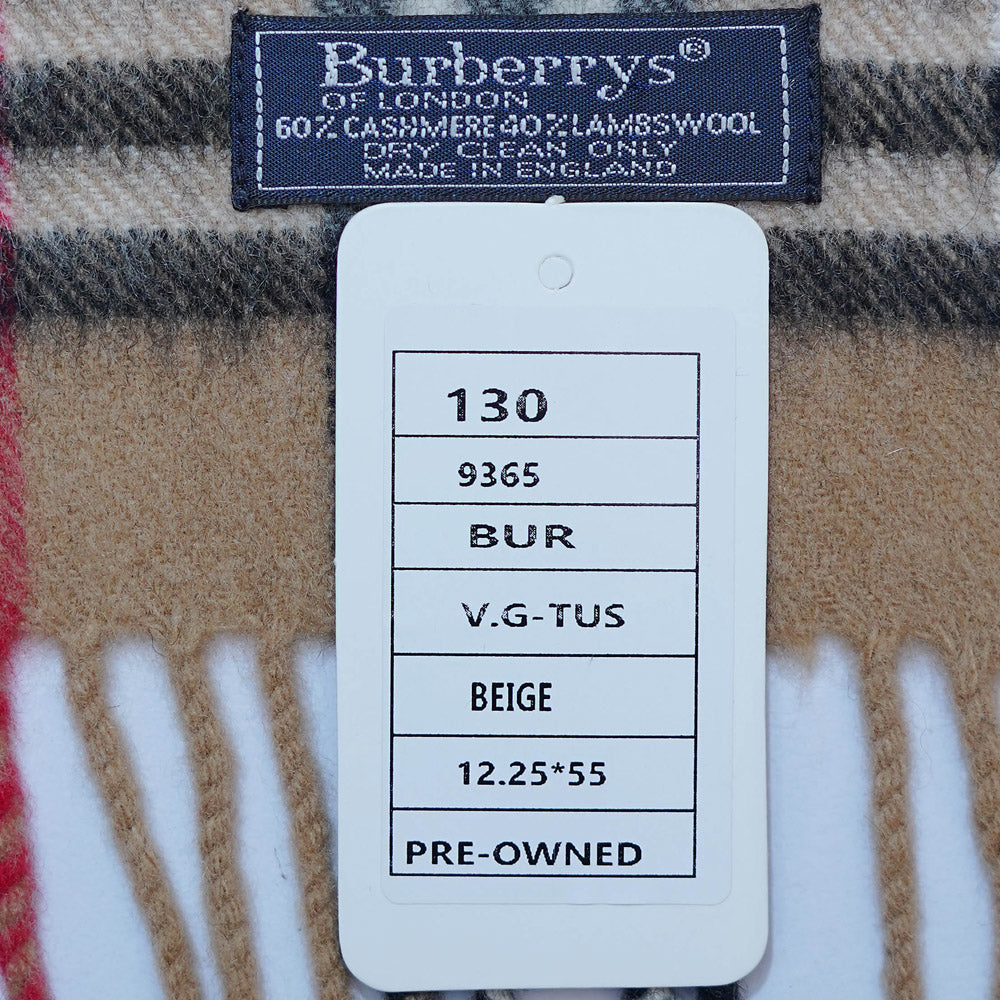 Burberrys®
OF LONDON
60% CASHMERE 40% LAMBSWOOL
DRY CLEAN ONLY
MADE IN ENGLAND
130
9365
BUR
V.G-TUS
BEIGE
12.25*55
PRE-OWNED